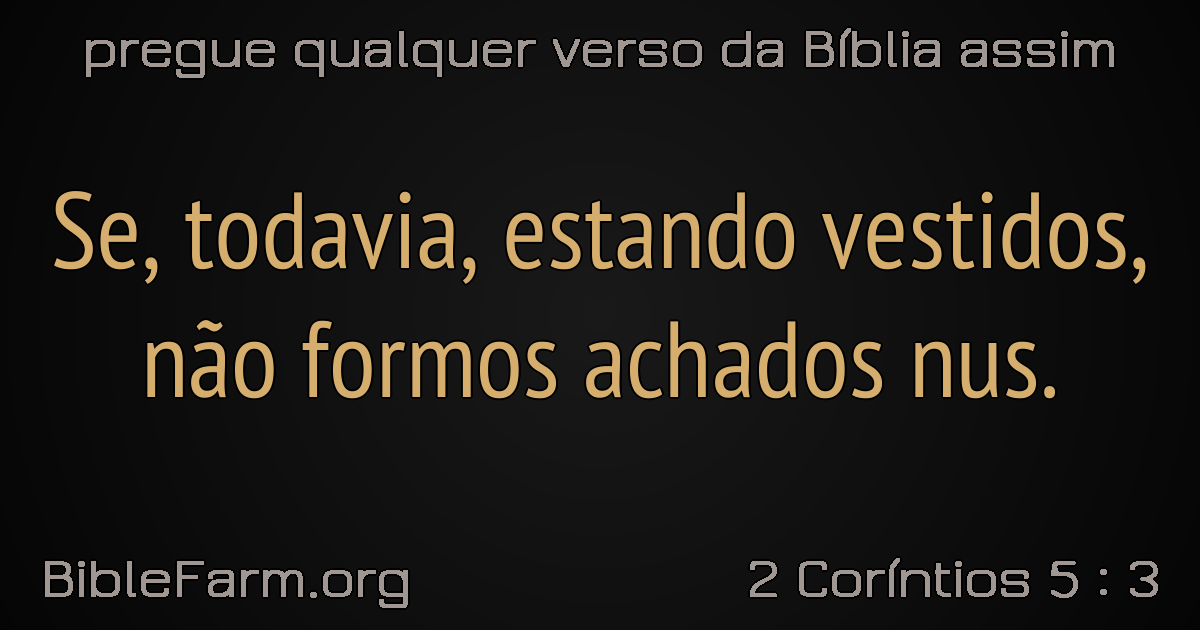 pregue qualquer verso da Bíblia assim
Se, todavia, estando vestidos,
não formos achados nus.
BibleFarm.org
2 Coríntios 5 : 3